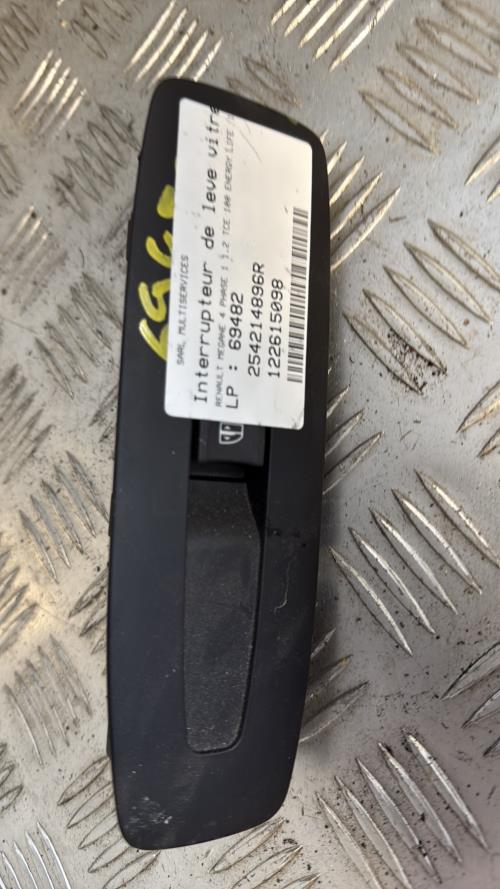 SARL MULTISERVICES
Interrupteur de leve vitre
RENAULT MEGANE 4 PHASE 1 1.2 TCE 100 ENERGY LIFE
LP : 69482
254214896R
122615098